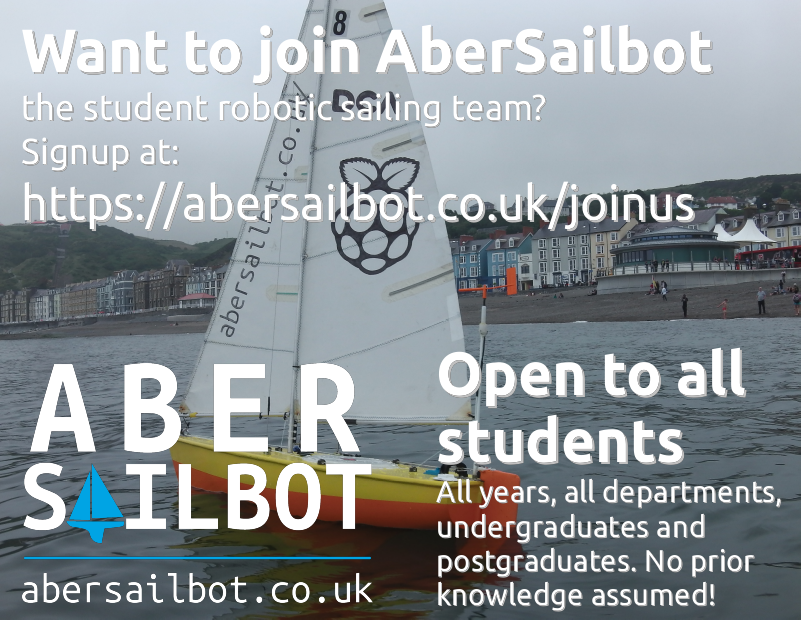 8
Want to join AberSailbot
DSA
the student robotic sailing team?
Signup at:
https://abersailbot.co.uk/joinus
abersailbot.co.uk
Open to all
students
ABER
SAILBOT
All years, all departments,
undergraduates and
postgraduates. No prior
knowledge assumed!
abersailbot.co.uk